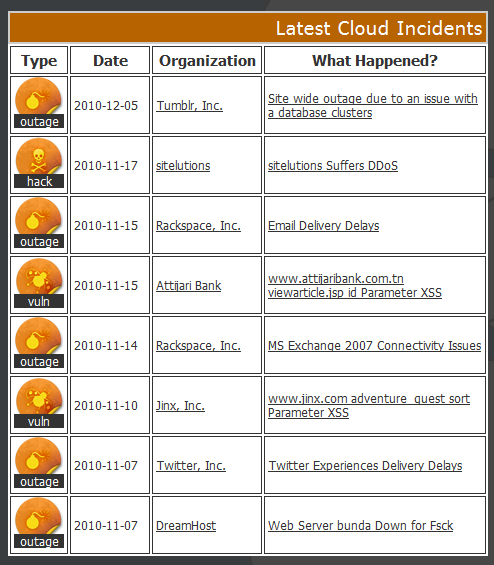 Latest Cloud Incidents
Type Date Organization What Happened?
outage 2010-12-05 Tumblr, Inc. Site wide outage due to an issue with
a database clusters
hack 2010-11-17 sitelutions sitelutions Suffers DDoS
outage 2010-11-15 Rackspace, Inc. Email Delivery Delays
vuln 2010-11-15 Attijari Bank www.attijaribank.com.tn
viewarticle.jsp id Parameter XSS
outage 2010-11-14 Rackspace, Inc. MS Exchange 2007 Connectivity Issues
vuln 2010-11-10 Jinx, Inc. www.jinx.com adventure_quest sort
Parameter XSS
outage 2010-11-07 Twitter, Inc. Twitter Experiences Delivery Delays
outage 2010-11-07 DreamHost Web Server bunda Down for Fsck